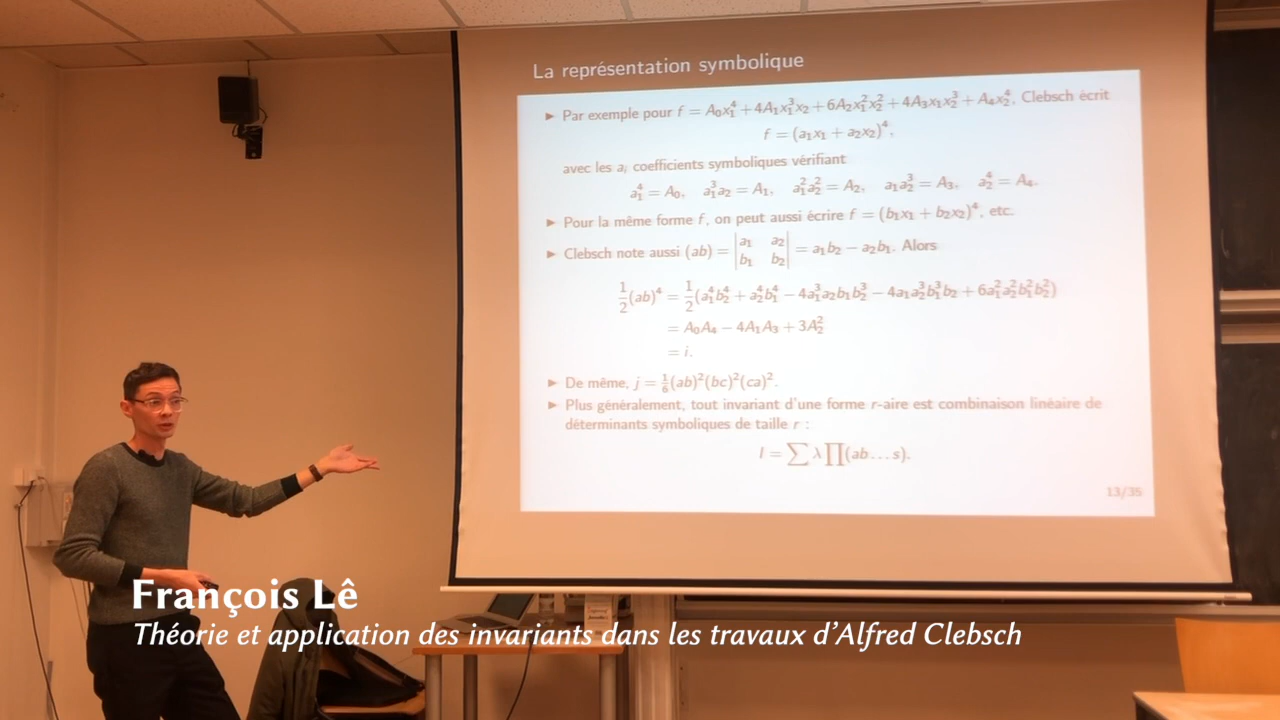 La représentation symbolique
► Par exemple pour f = A₀x₁⁴ + 4A₁x₁³x₂ + 6A₂x₁²x₂² + 4A₃x₁x₂³ + A₄x₂⁴, Clebsch écrit
f = (a₁x₁ + a₂x₂)⁴,
avec les aᵢ coefficients symboliques vérifiant
a₁⁴ = A₀, a₁³a₂ = A₁, a₁²a₂² = A₂, a₁a₂³ = A₃, a₂⁴ = A₄.
► Pour la même forme f, on peut aussi écrire f = (b₁x₁ + b₂x₂)⁴, etc.
► Clebsch note aussi (ab) = |a₁ a₂ b₁ b₂| = a₁b₂ − a₂b₁. Alors
1/2(ab)⁴ = 1/2(a₁⁴b₂⁴ + a₂⁴b₁⁴ − 4a₁³a₂b₁b₂³ − 4a₁a₂³b₁³b₂ + 6a₁²a₂²b₁²b₂²)
= A₀A₄ − 4A₁A₃ + 3A₂²
= i.
► De même, j = 1/6(ab)²(bc)²(ca)².
► Plus généralement, tout invariant d'une forme r-aire est combinaison linéaire de
déterminants symboliques de taille r :
I = ∑ λ ∏(ab…s).
13/35
François Lê
Théorie et application des invariants dans les travaux d'Alfred Clebsch